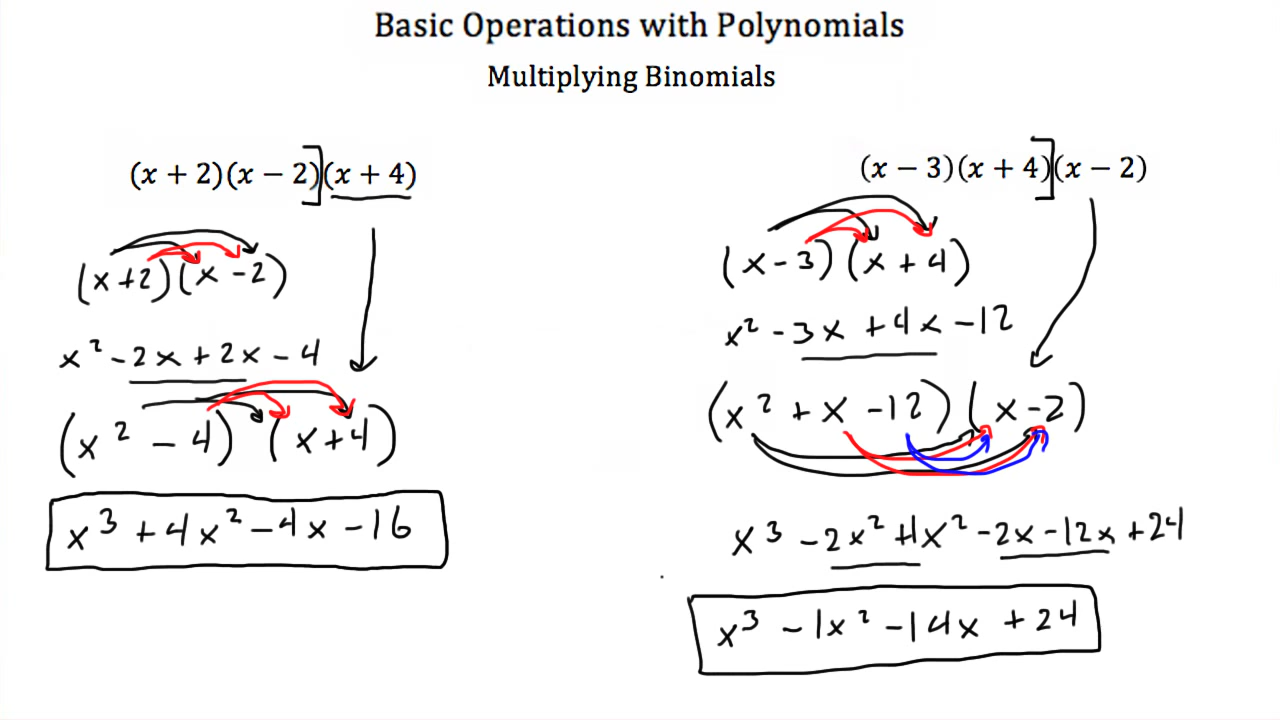 Basic Operations with Polynomials
Multiplying Binomials
(x + 2)(x − 2)](x + 4)
(x+2)(x −2)
x² −2x +2x −4
(x² − 4) (x+4)
x³ +4x² −4x −16
(x − 3)(x + 4)](x − 2)
(x −3)(x +4)
x² −3x +4x −12
(x² +x −12)(x −2)
x³ −2x² +1x² −2x −12x +24
x³ −1x² −14x +24